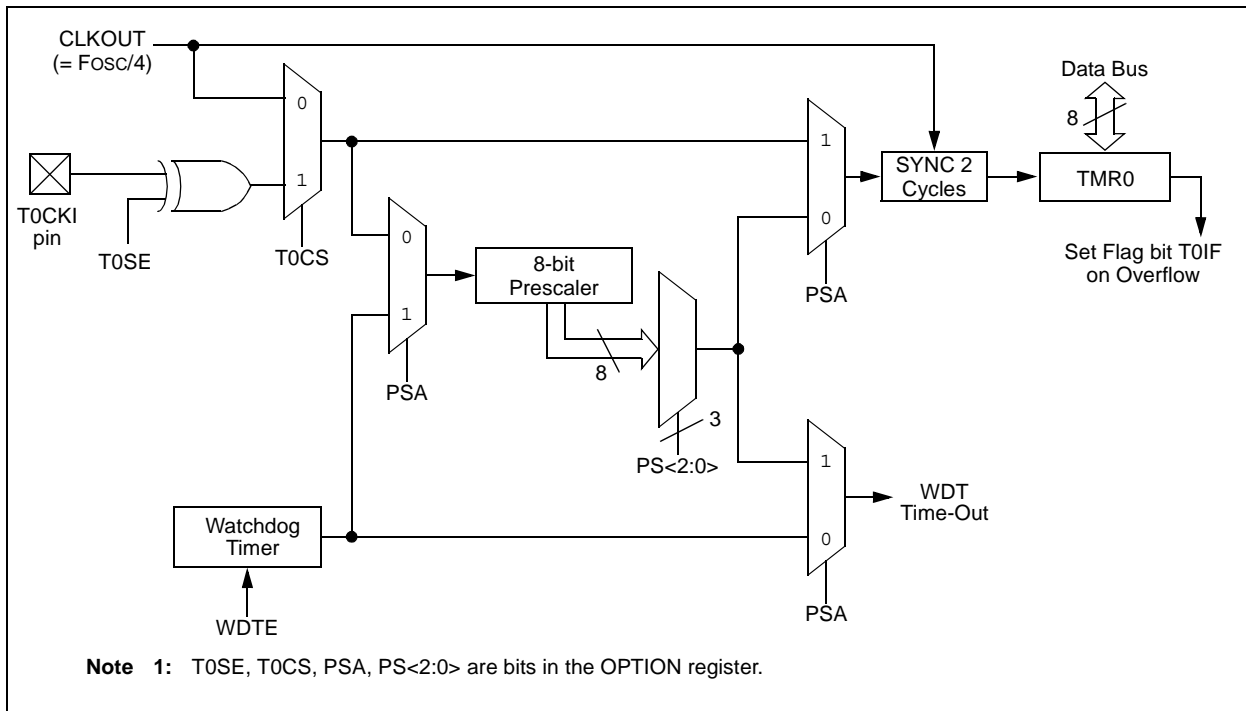 CLKOUT
(= FOSC/4)
Data Bus
8
0
1
1
0
T0CKI
pin
T0SE
T0CS
SYNC 2
Cycles
TMR0
Set Flag bit T0IF
on Overflow
PSA
0
1
8-bit
Prescaler
PSA
8
3
PS<2:0>
1
0
WDT
Time-Out
PSA
Watchdog
Timer
WDTE
Note 1: T0SE, T0CS, PSA, PS<2:0> are bits in the OPTION register.